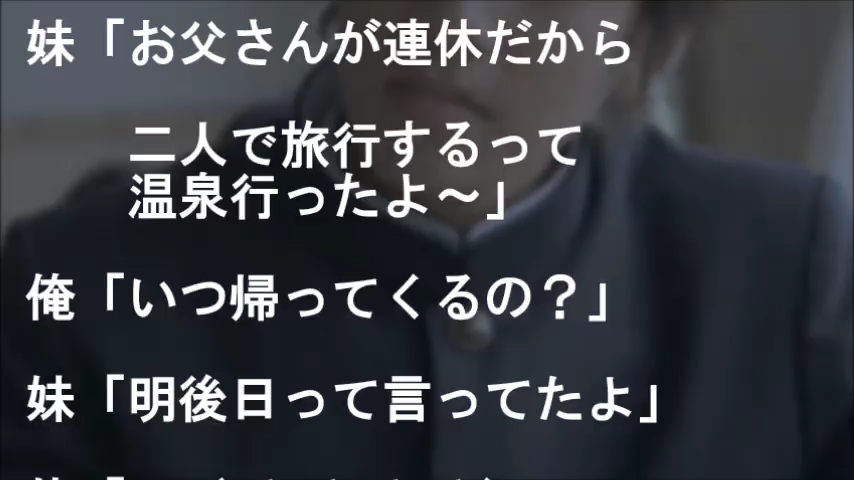 妹「お父さんが連休だから
二人で旅行するって
温泉行ったよ～」
俺「いつ帰ってくるの？」
妹「明後日って言ってたよ」